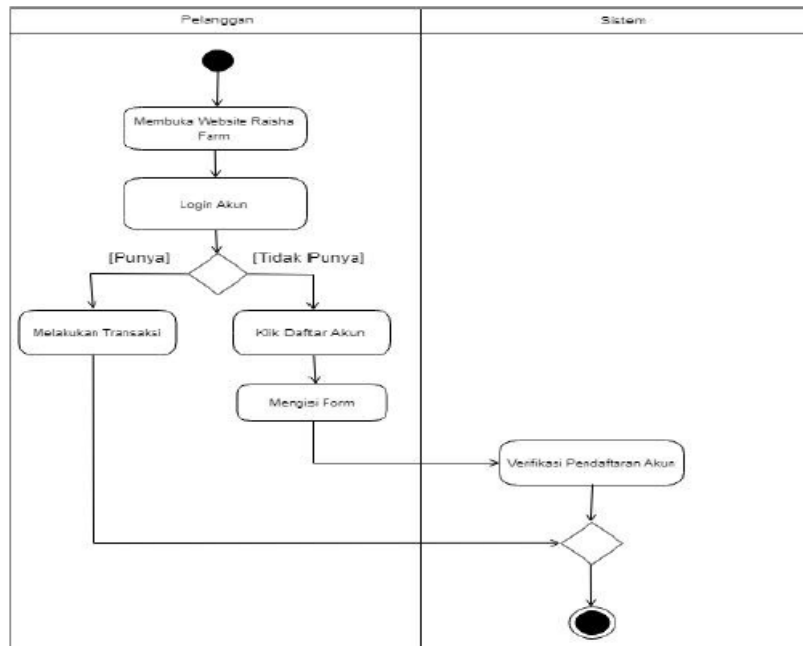 Pelanggan
Sistem
Membuka Website Raisha
Farm
Login Akun
[Punya]
[Tidak Punya]
Melakukan Transaksi
Klik Daftar Akun
Mengisi Form
Verifikasi Pendaftaran Akun